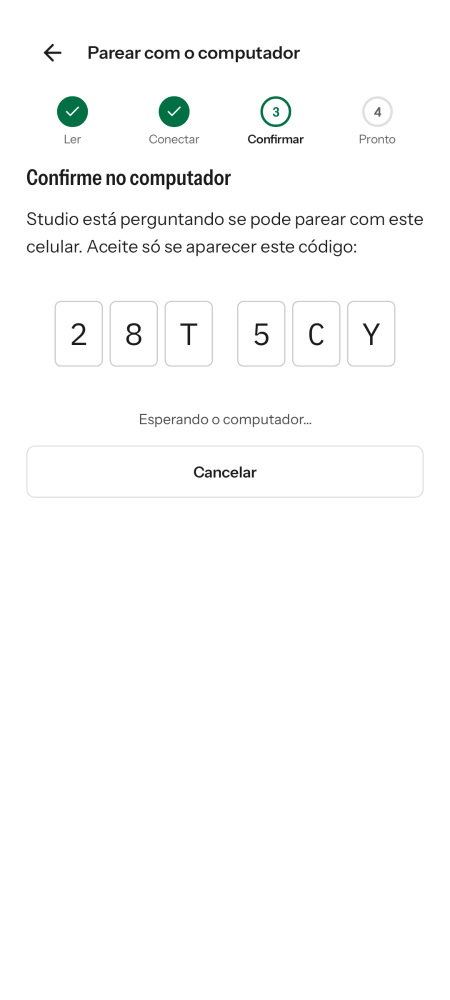 Parear com o computador
3
4
Ler
Conectar
Confirmar
Pronto
Confirme no computador
Studio está perguntando se pode parear com este
celular. Aceite só se aparecer este código:
2 8 T 5 C Y
Esperando o computador...
Cancelar